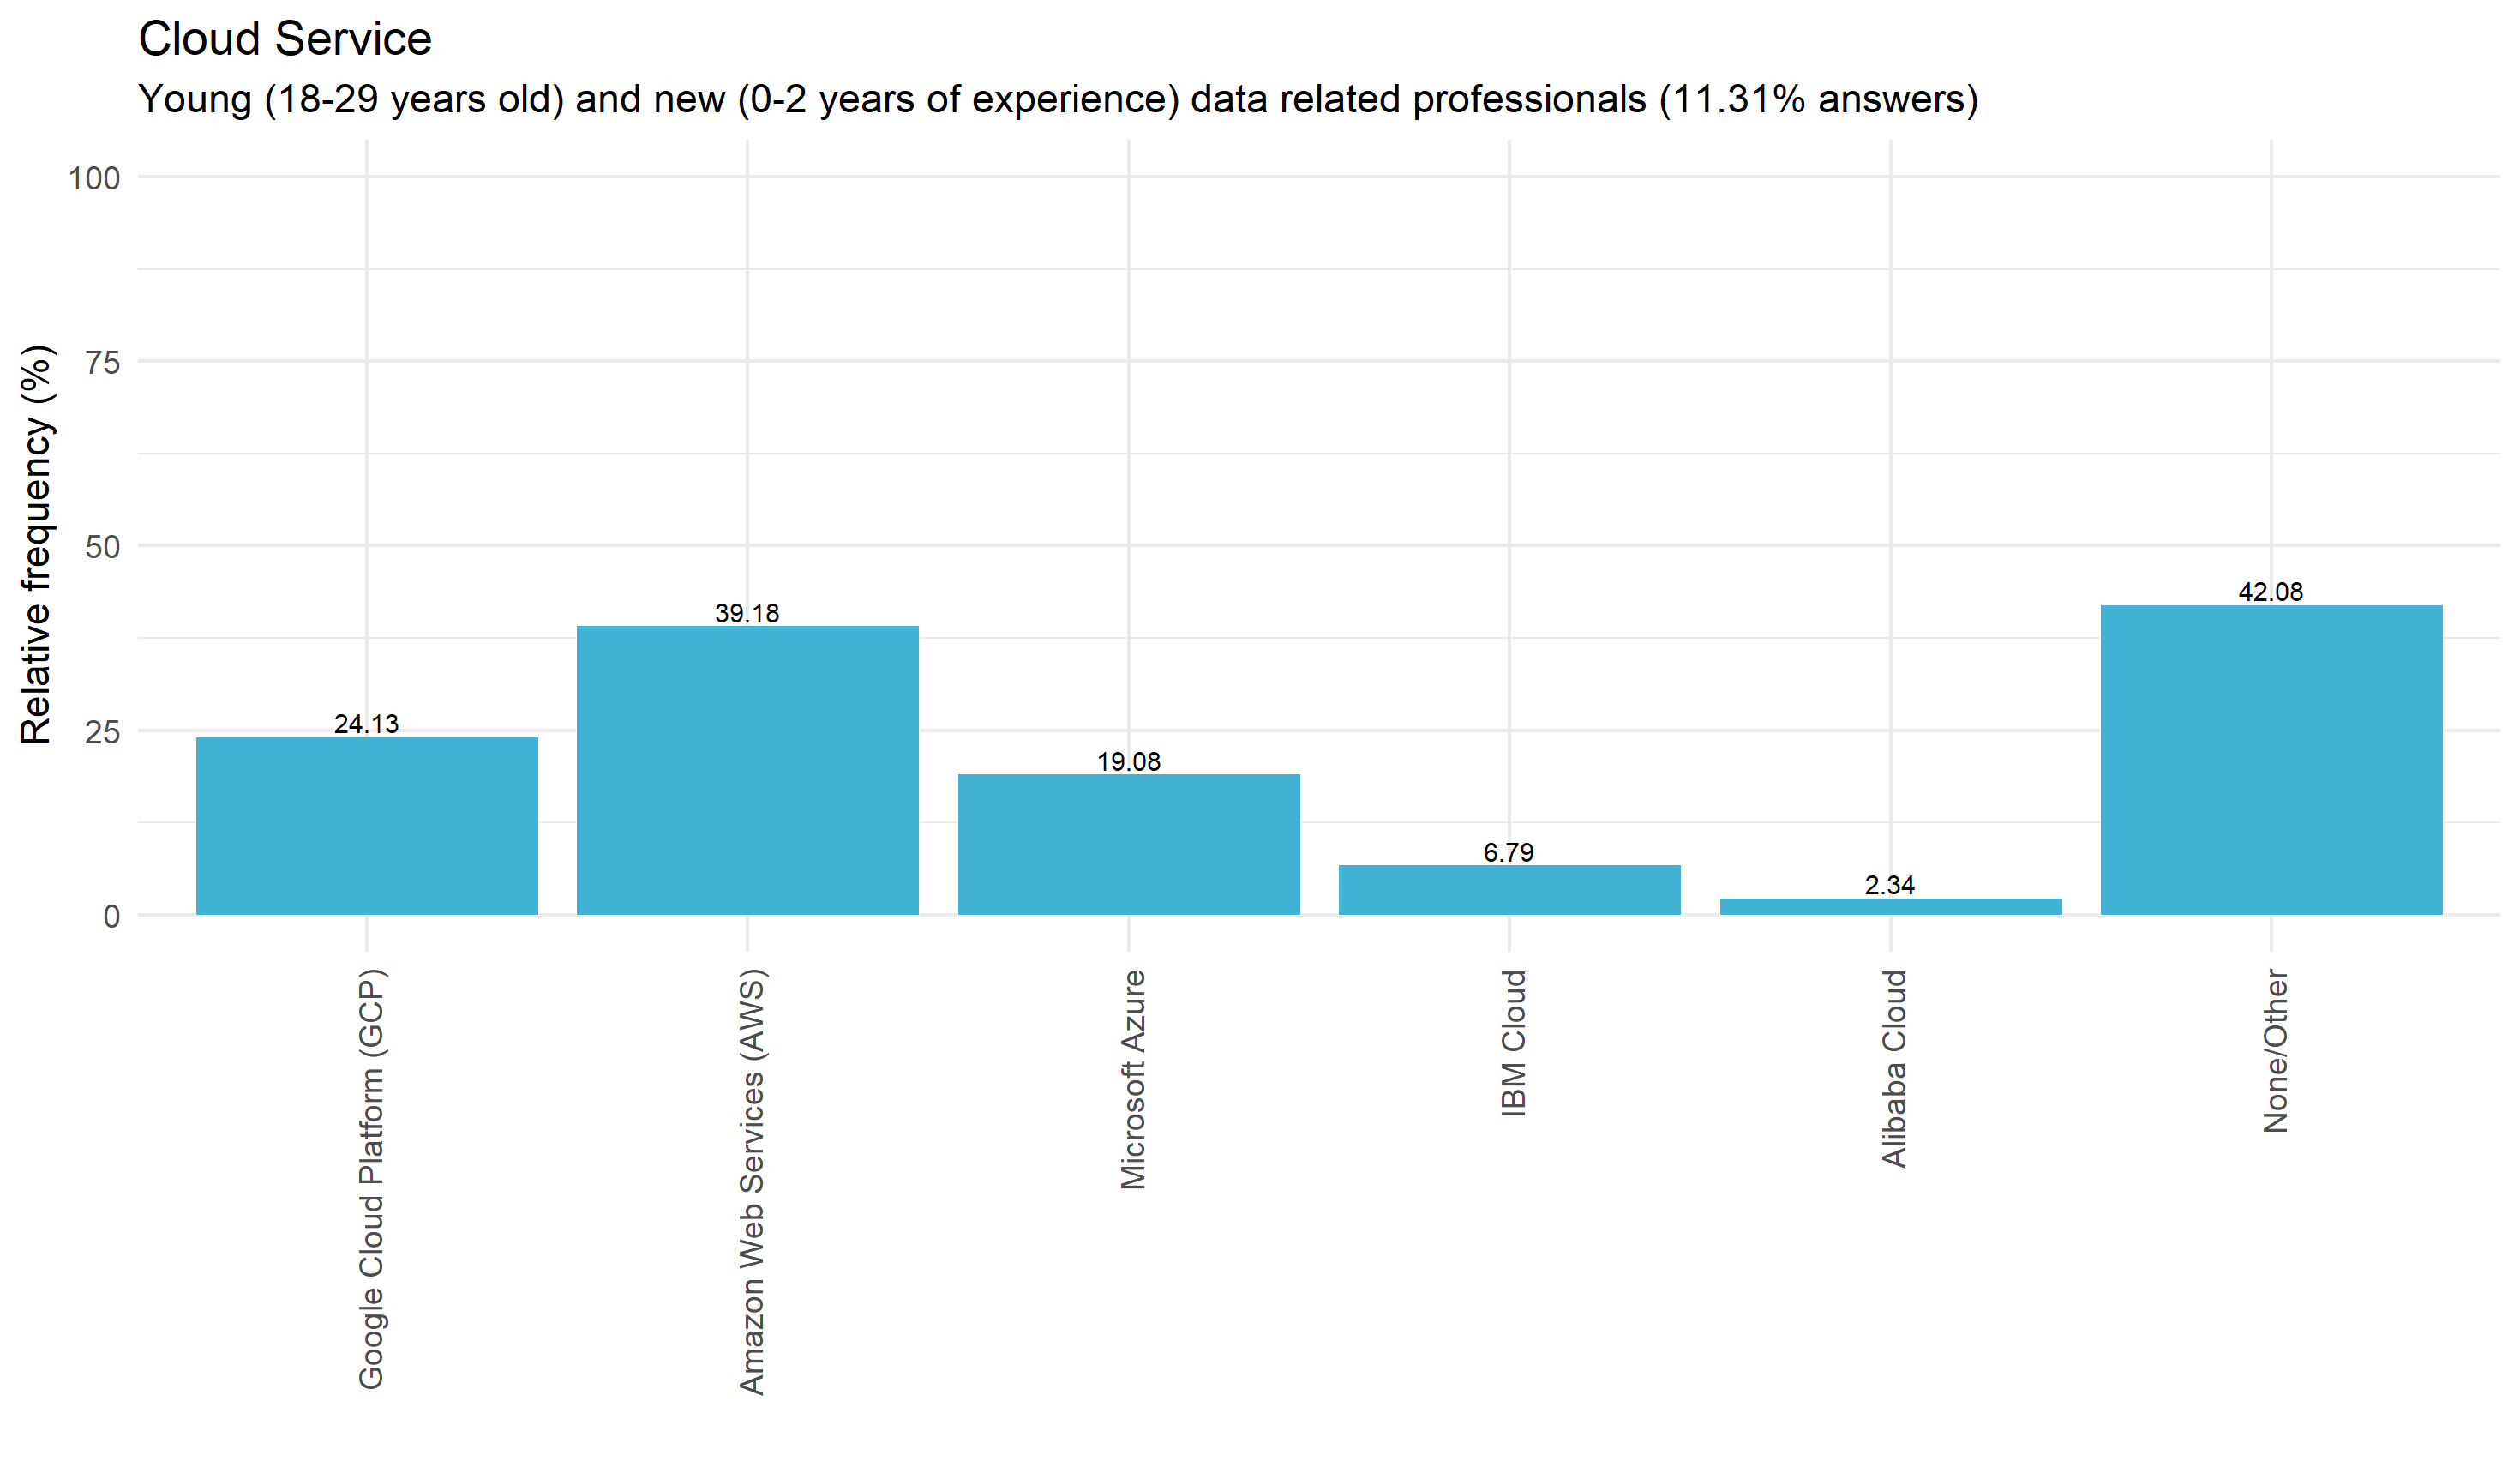 Cloud Service
Young (18-29 years old) and new (0-2 years of experience) data related professionals (11.31% answers)
Relative frequency (%)
100
75
50
25
0
24.13
39.18
19.08
6.79
2.34
42.08
Google Cloud Platform (GCP)
Amazon Web Services (AWS)
Microsoft Azure
IBM Cloud
Alibaba Cloud
None/Other